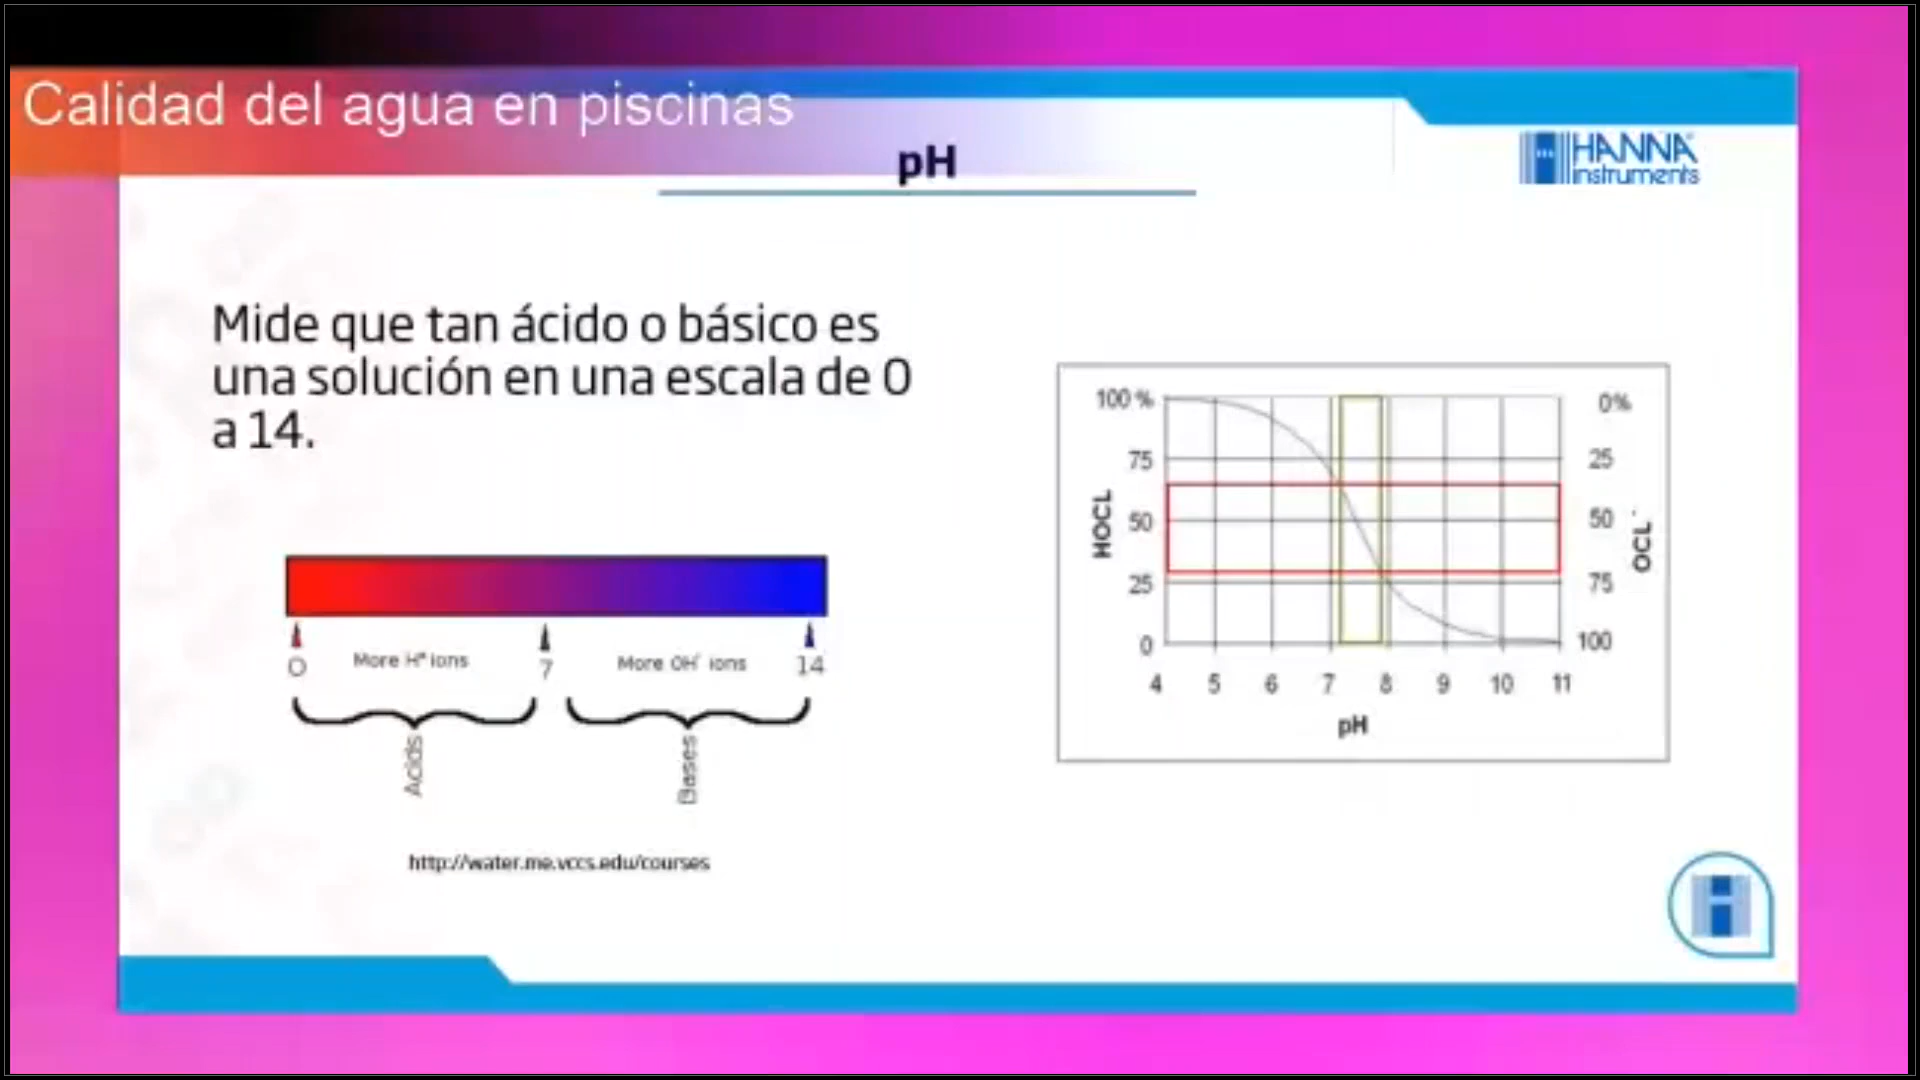 Calidad del agua en piscinas
pH
HANNA
instruments
Mide que tan ácido o básico es
una solución en una escala de 0
a 14.
More H⁺ ions
More OH⁻ ions
0
7
14
Acids
Bases
http://water.me.vccs.edu/courses
100 %
75
50
25
0
HOCL
0%
25
50
75
100
OCL⁻
4 5 6 7 8 9 10 11
pH